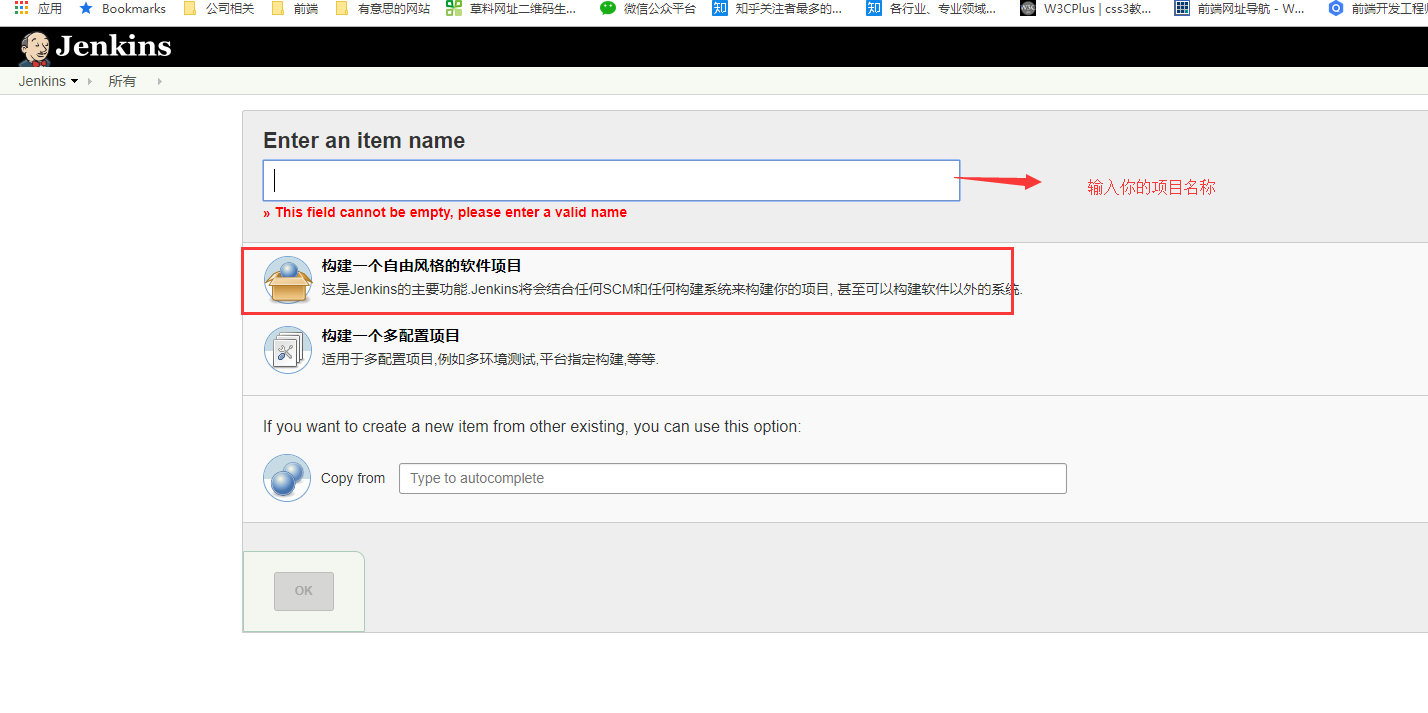 应用 Bookmarks 公司相关 前端 有意思的网站 草料网址二维码生... 微信公众平台 知 知乎关注者最多的... 知 各行业、专业领域... W3C W3CPlus | css3教... 前端网址导航 - W... 前端开发工程师
Jenkins
Jenkins 所有
Enter an item name
输入你的项目名称
» This field cannot be empty, please enter a valid name
构建一个自由风格的软件项目
这是Jenkins的主要功能.Jenkins将会结合任何SCM和任何构建系统来构建你的项目, 甚至可以构建软件以外的系统.
构建一个多配置项目
适用于多配置项目,例如多环境测试,平台指定构建,等等.
If you want to create a new item from other existing, you can use this option:
Copy from Type to autocomplete
OK